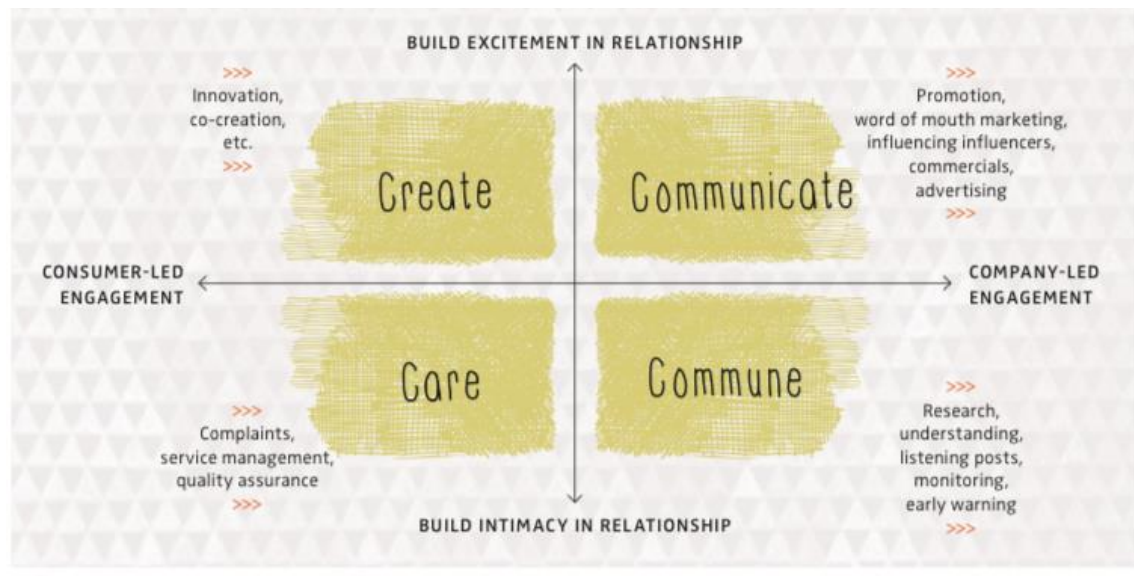 BUILD EXCITEMENT IN RELATIONSHIP
>>>
Innovation,
co-creation,
etc.
>>>
>>>
Promotion,
word of mouth marketing,
influencing influencers,
commercials,
advertising
>>>
Create
Communicate
CONSUMER-LED
ENGAGEMENT
COMPANY-LED
ENGAGEMENT
Care
Commune
>>>
Complaints,
service management,
quality assurance
>>>
>>>
Research,
understanding,
listening posts,
monitoring,
early warning
>>>
BUILD INTIMACY IN RELATIONSHIP